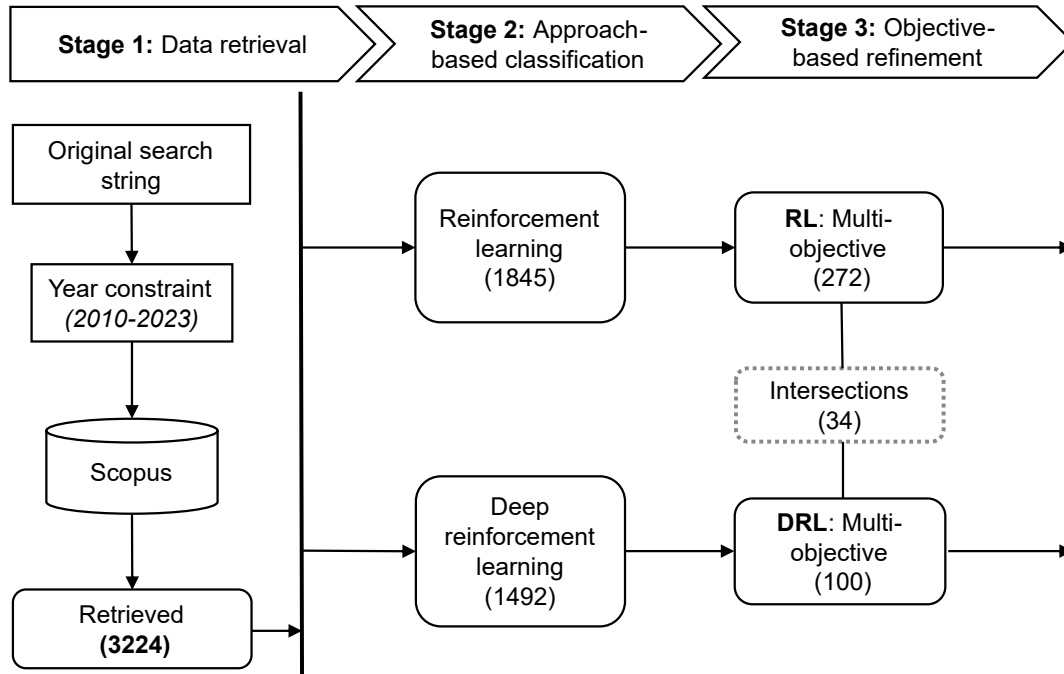 Stage 1: Data retrieval
Stage 2: Approach-
based classification
Stage 3: Objective-
based refinement
Original search
string
Year constraint
(2010-2023)
Scopus
Retrieved
(3224)
Reinforcement
learning
(1845)
Deep
reinforcement
learning
(1492)
RL: Multi-
objective
(272)
Intersections
(34)
DRL: Multi-
objective
(100)